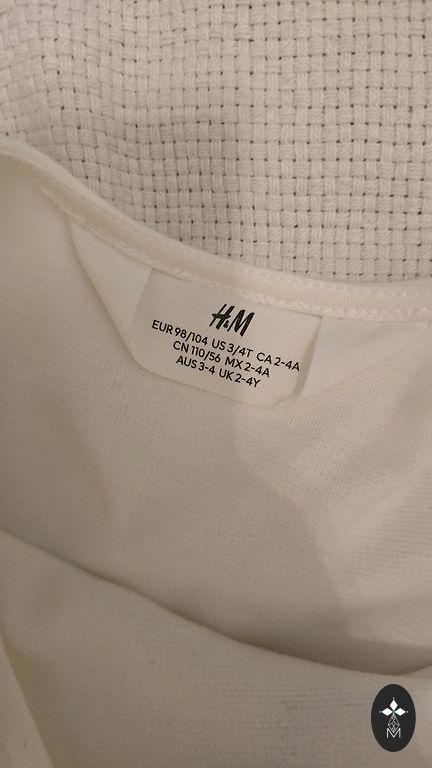 H&M
EUR 98/104 US 3/4T CA 2-4A
CN 110/56 MX 2-4A
AUS 3-4 UK 2-4Y
M